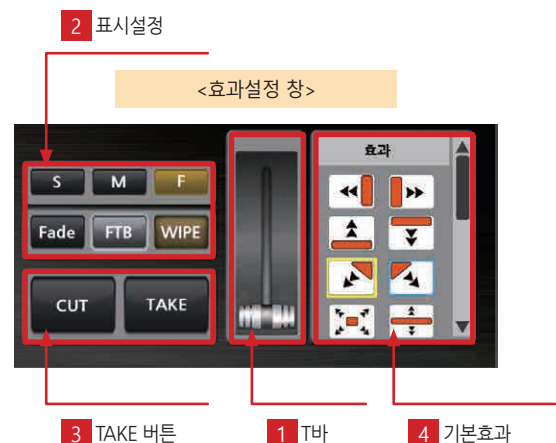 2 표시설정
<효과설정 창>
효과
S M F
Fade FTB WIPE
CUT TAKE
3 TAKE 버튼
1 T바
4 기본효과